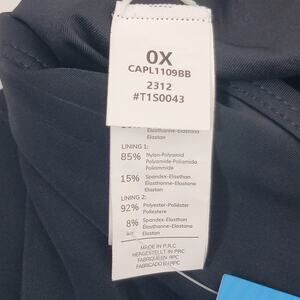 0X
CAPL1109BB
2312
#T1S0043
Elasthanne-Elastano
Elastan
LINING 1:
85% Nylon-Polyamid
Polyamide-Poliamida
Poliammide
15% Spandex-Elasthan
Elasthanne-Elastano
Elastan
LINING 2:
92% Polyester-Poliéster
Poliestere
8% Spandex-Elasthan
Elasthanne-Elastano
Elastan
MADE IN P.R.C
HERGESTELLT IN PRC
FABRIQUÉ EN RPC
FABRICADO EN RPC